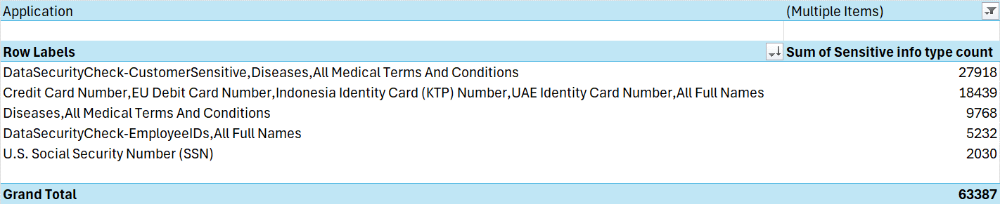 Application (Multiple Items)
Row Labels Sum of Sensitive info type count
DataSecurityCheck-CustomerSensitive,Diseases,All Medical Terms And Conditions 27918
Credit Card Number,EU Debit Card Number,Indonesia Identity Card (KTP) Number,UAE Identity Card Number,All Full Names 18439
Diseases,All Medical Terms And Conditions 9768
DataSecurityCheck-EmployeeIDs,All Full Names 5232
U.S. Social Security Number (SSN) 2030
Grand Total 63387